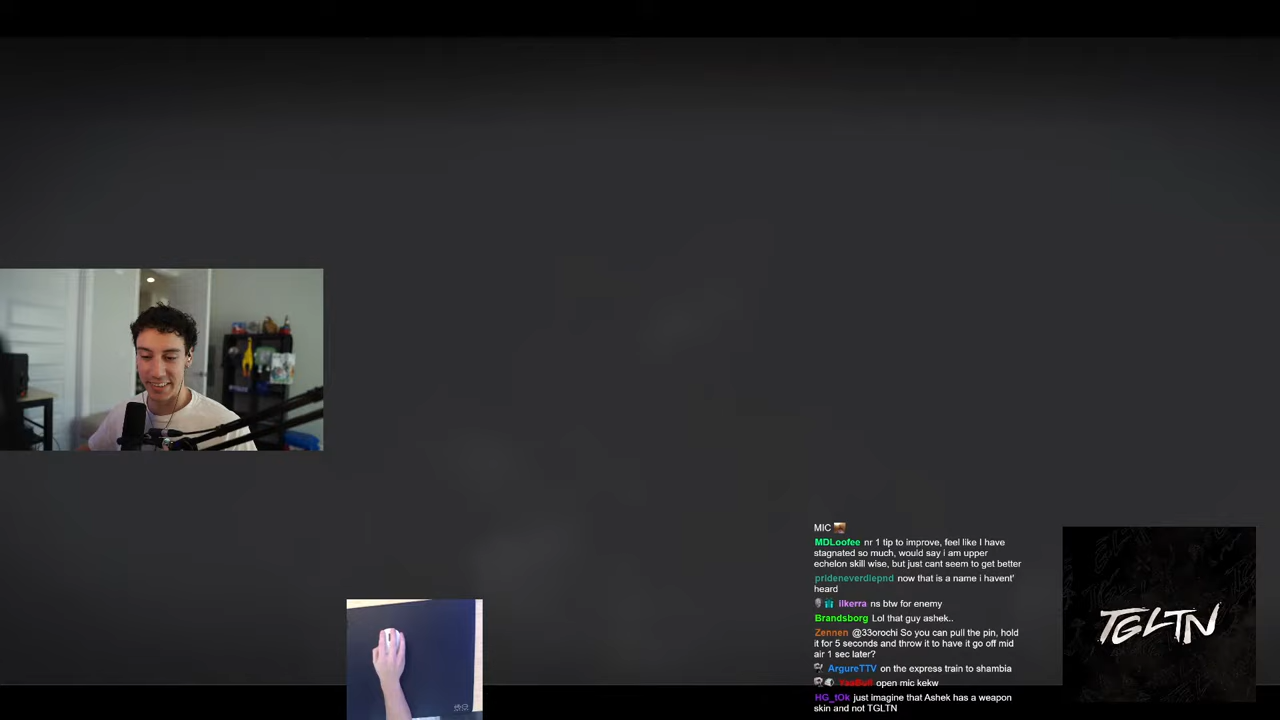 MIC
MDLoofee nr 1 tip to improve, feel like I have
stagnated so much, would say i am upper
echelon skill wise, but just cant seem to get better
prideneverdiepnd now that is a name i havent'
heard
ilkerra ns btw for enemy
Brandsborg Lol that guy ashek..
Zennen @33orochi So you can pull the pin, hold
it for 5 seconds and throw it to have it go off mid
air 1 sec later?
ArgureTTV on the express train to shambia
open mic kekw
HG_tOk just imagine that Ashek has a weapon
skin and not TGLTN
TGLTN